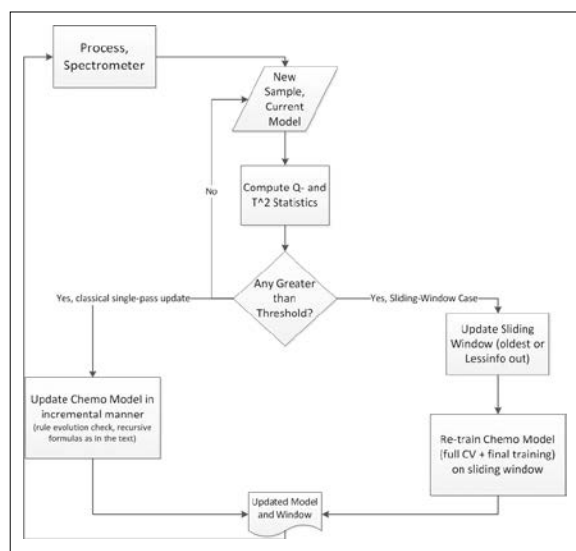 Process,
Spectrometer
New
Sample,
Current
Model
No
Compute Q- and
T^2 Statistics
Any Greater
than
Threshold?
Yes, classical single-pass update
Yes, Sliding-Window Case
Update Sliding
Window (oldest or
Lessinfo out)
Update Chemo Model in
incremental manner
(rule evolution check, recursive
formulas as in the text)
Re-train Chemo Model
(full CV + final training)
on sliding window
Updated Model
and Window